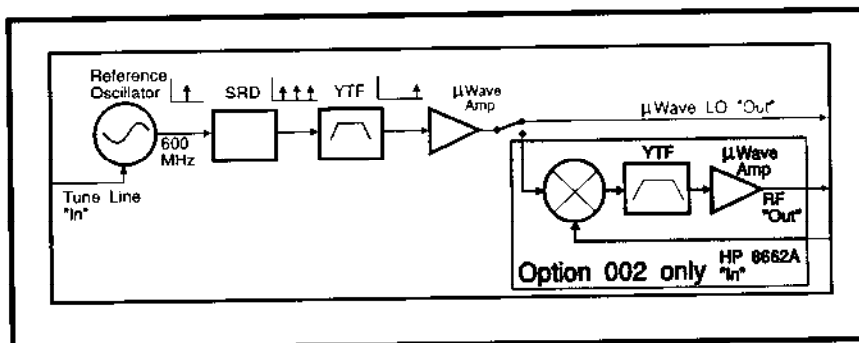 Reference
Oscillator
SRD
YTF
μWave
Amp
μWave LO "Out"
600
MHz
Tune Line
"In"
YTF
μWave
Amp
RF
"Out"
HP 8662A
"In"
Option 002 only